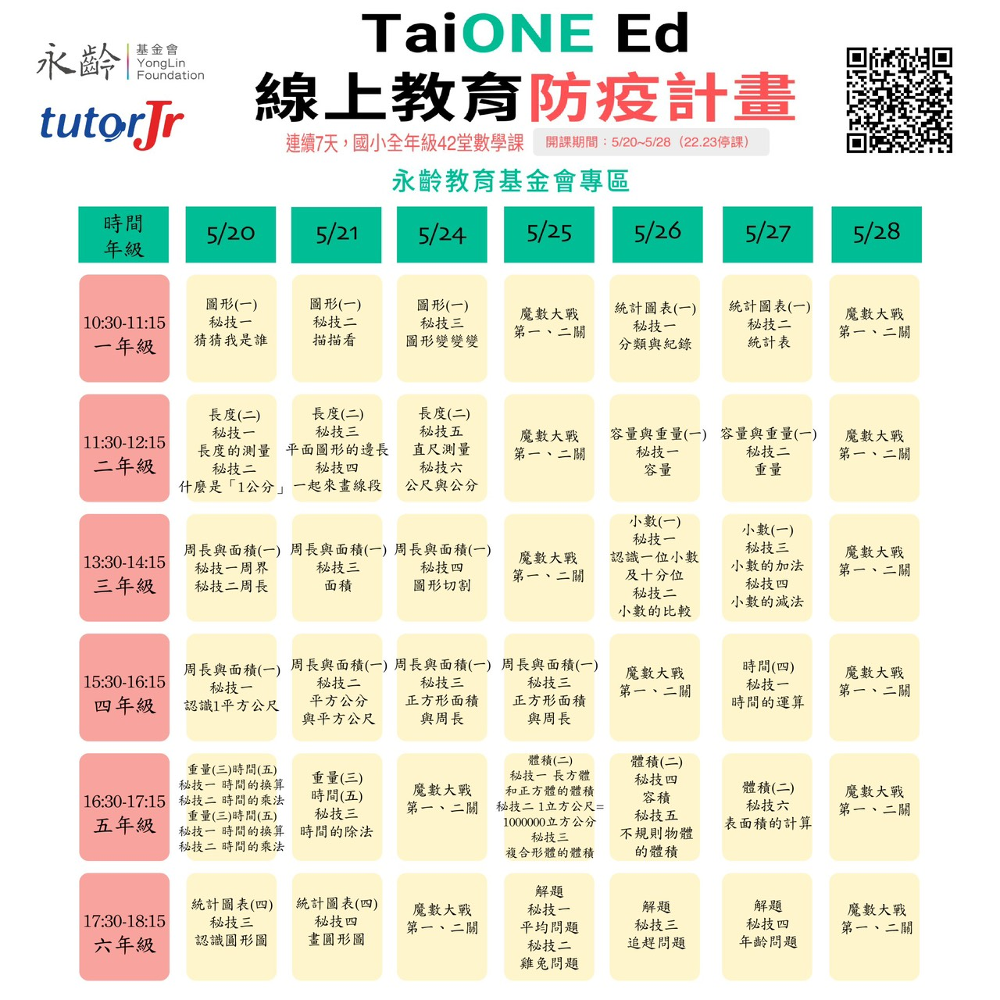 TaiONE Ed
永齡 基金會
YongLin
Foundation
tutorJr
線上教育防疫計畫
連續7天，國小全年級42堂數學課
開課期間：5/20~5/28（22.23停課）
永齡教育基金會專區
時間
年級
5/20
5/21
5/24
5/25
5/26
5/27
5/28
10:30-11:15
一年級
圖形(一)
秘技一
猜猜我是誰
圖形(一)
秘技二
描描看
圖形(一)
秘技三
圖形變變變
魔數大戰
第一、二關
統計圖表(一)
秘技一
分類與紀錄
統計圖表(一)
秘技二
統計表
魔數大戰
第一、二關
11:30-12:15
二年級
長度(二)
秘技一
長度的測量
秘技二
什麼是「1公分」
長度(二)
秘技三
平面圖形的邊長
秘技四
一起來畫線段
長度(二)
秘技五
直尺測量
秘技六
公尺與公分
魔數大戰
第一、二關
容量與重量(一)
秘技一
容量
容量與重量(一)
秘技二
重量
魔數大戰
第一、二關
13:30-14:15
三年級
周長與面積(一)
秘技一周界
秘技二周長
周長與面積(一)
秘技三
面積
周長與面積(一)
秘技四
圖形切割
魔數大戰
第一、二關
小數(一)
秘技一
認識一位小數
及十分位
秘技二
小數的比較
小數(一)
秘技三
小數的加法
秘技四
小數的減法
魔數大戰
第一、二關
15:30-16:15
四年級
周長與面積(一)
秘技一
認識1平方公尺
周長與面積(一)
秘技二
平方公分
與平方公尺
周長與面積(一)
秘技三
正方形面積
與周長
周長與面積(一)
秘技三
正方形面積
與周長
魔數大戰
第一、二關
時間(四)
秘技一
時間的運算
魔數大戰
第一、二關
16:30-17:15
五年級
重量(三)時間(五)
秘技一 時間的換算
秘技二 時間的乘法
重量(三)時間(五)
秘技一 時間的換算
秘技二 時間的乘法
重量(三)
時間(五)
秘技三
時間的除法
魔數大戰
第一、二關
體積(二)
秘技一 長方體
和正方體的體積
秘技二 1立方公尺=
1000000立方公分
秘技三
複合形體的體積
體積(二)
秘技四
容積
秘技五
不規則物體
的體積
體積(二)
秘技六
表面積的計算
魔數大戰
第一、二關
17:30-18:15
六年級
統計圖表(四)
秘技三
認識圓形圖
統計圖表(四)
秘技四
畫圓形圖
魔數大戰
第一、二關
解題
秘技一
平均問題
秘技二
雞兔問題
解題
秘技三
追趕問題
解題
秘技四
年齡問題
魔數大戰
第一、二關